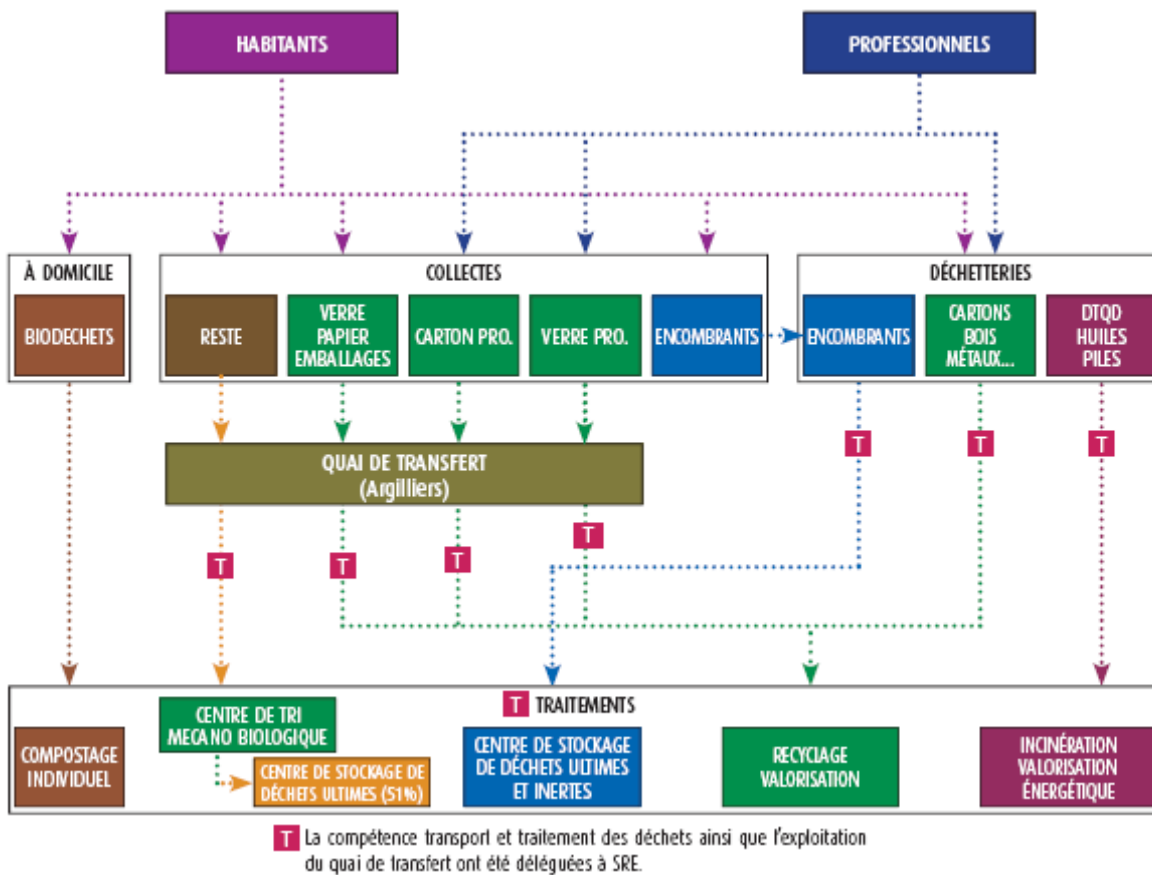 HABITANTS
PROFESSIONNELS
À DOMICILE
COLLECTES
DÉCHETTERIES
BIODECHETS
RESTE
VERRE
PAPIER
EMBALLAGES
CARTON PRO.
VERRE PRO.
ENCOMBRANTS
ENCOMBRANTS
CARTONS
BOIS
MÉTAUX...
DTQD
HUILES
PILES
T
T
T
QUAI DE TRANSFERT
(Argilliers)
T
T
T
T
T TRAITEMENTS
COMPOSTAGE
INDIVIDUEL
CENTRE DE TRI
MECANO BIOLOGIQUE
CENTRE DE STOCKAGE DE
DÉCHETS ULTIMES (51%)
CENTRE DE STOCKAGE
DE DÉCHETS ULTIMES
ET INERTES
RECYCLAGE
VALORISATION
INCINÉRATION
VALORISATION
ÉNERGÉTIQUE
T La compétence transport et traitement des déchets ainsi que l'exploitation
du quai de transfert ont été déléguées à SRE.